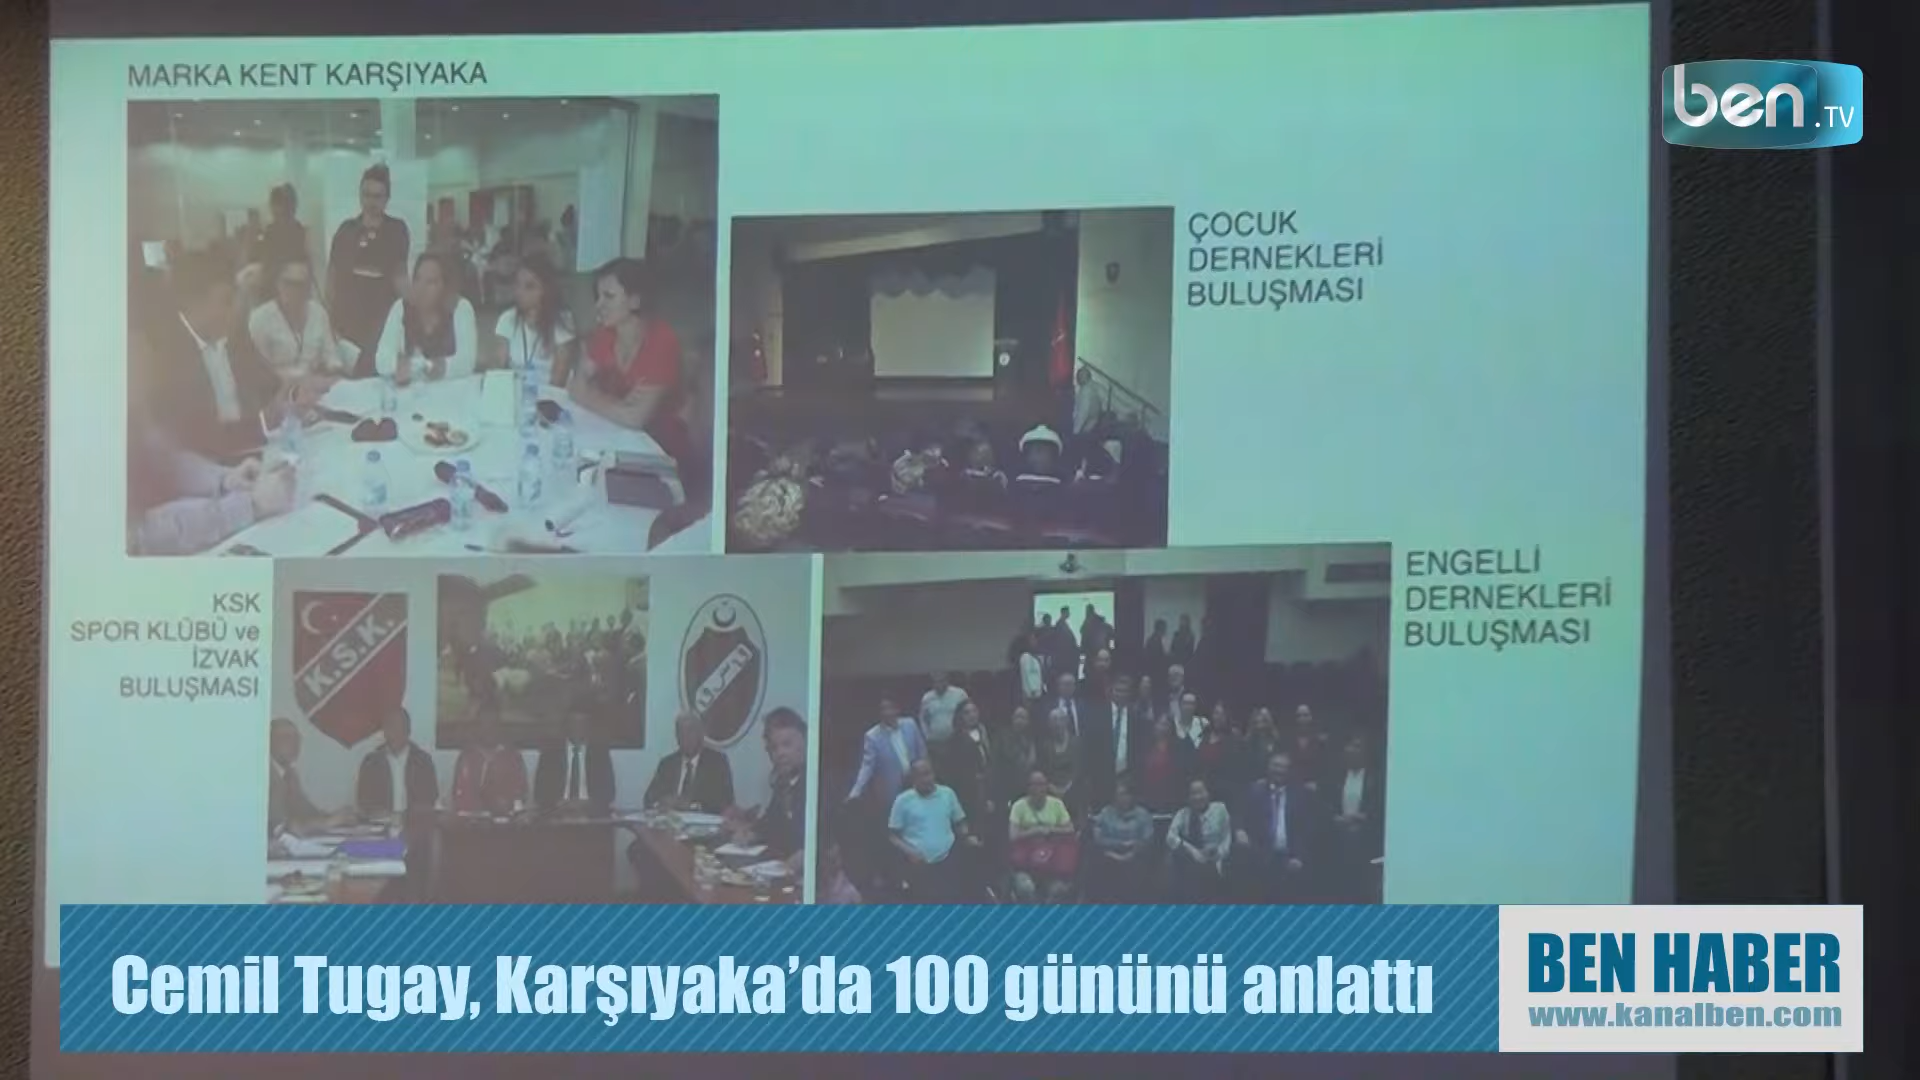 MARKA KENT KARŞIYAKA
ben.TV
ÇOCUK
DERNEKLERİ
BULUŞMASI
KSK
SPOR KLÜBÜ ve
İZVAK
BULUŞMASI
K.S.K.
ENGELLİ
DERNEKLERİ
BULUŞMASI
Cemil Tugay, Karşıyaka’da 100 gününü anlattı
BEN HABER
www.kanalben.com